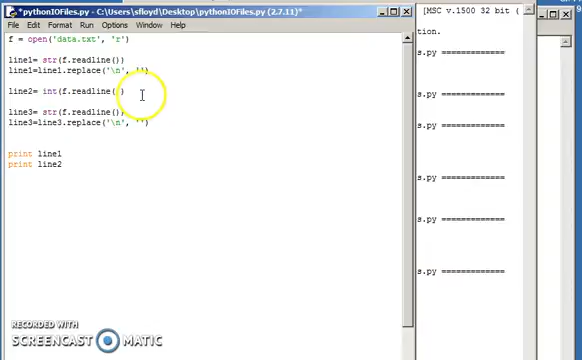 *pythonIOFiles.py - C:\Users\sfloyd\Desktop\pythonIOFiles.py (2.7.11)*
File Edit Format Run Options Window Help
f = open('data.txt', 'r')
line1= str(f.readline())
line1=line1.replace('\n', '')
line2= int(f.readline())
line3= str(f.readline())
line3=line3.replace('\n', '')
print line1
print line2
[MSC v.1500 32 bit (
tion.
s.py ============
s.py ============
s.py ============
s.py ============
s.py ============
s.py ============
RECORDED WITH
SCREENCAST MATIC